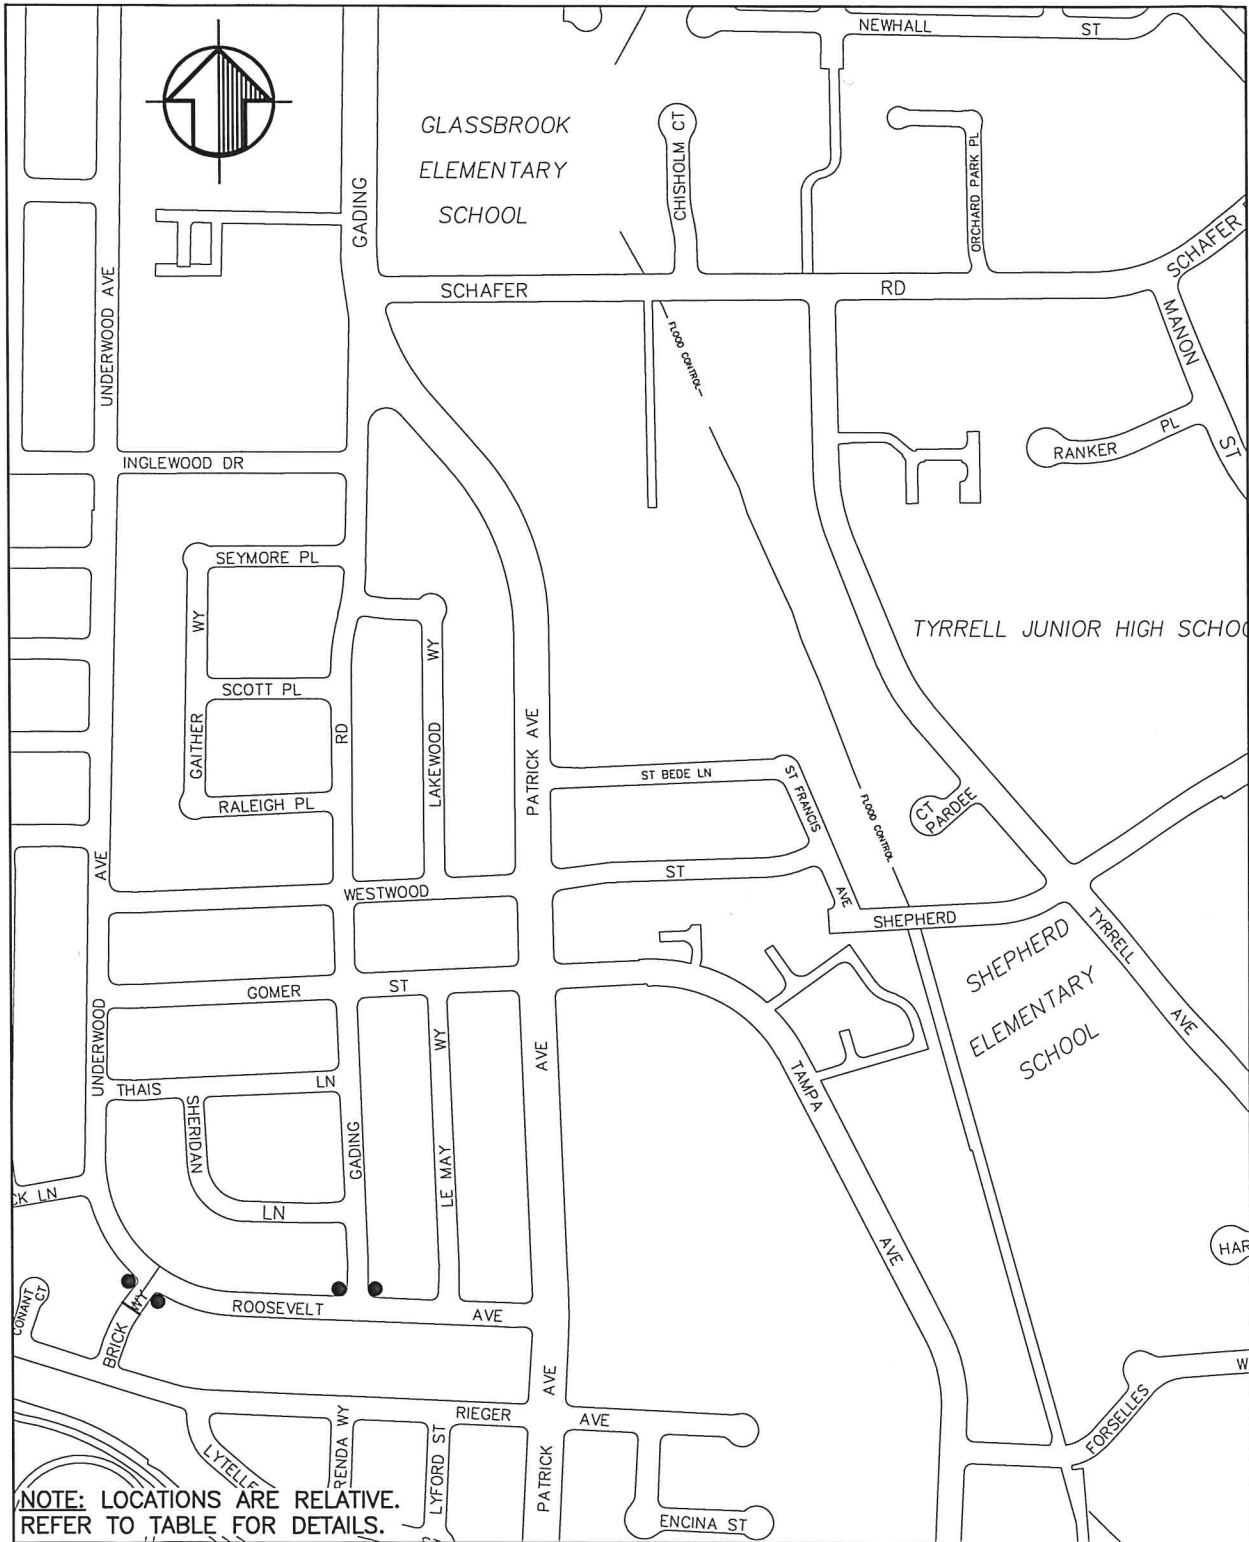 NEWHALL ST
GLASSBROOK
ELEMENTARY
SCHOOL
CHISHOLM CT
ORCHARD PARK PL
GADING
SCHAFER RD
SCHAFER
UNDERWOOD AVE
MANON ST
FLOOD CONTROL
RANKER PL
INGLEWOOD DR
SEYMORE PL
GAITHER WY
SCOTT PL
RD
LAKEWOOD WY
PATRICK AVE
TYRRELL JUNIOR HIGH SCHOO
RALEIGH PL
ST BEDE LN
ST FRANCIS AVE
FLOOD CONTROL
CT
PARDEE
AVE
WESTWOOD ST
SHEPHERD
TYRRELL AVE
SHEPHERD
ELEMENTARY
SCHOOL
GOMER ST
UNDERWOOD
THAIS LN
SHERIDAN LN
GADING
LE MAY WY
AVE
TAMPA AVE
CK LN
CONANT
CT
BRICK WY
ROOSEVELT AVE
HAR
W
FORSELLES
AVE
RIEGER AVE
LYTELLE
RENDA WY
LYFORD ST
PATRICK
ENCINA ST
NOTE: LOCATIONS ARE RELATIVE.
REFER TO TABLE FOR DETAILS.